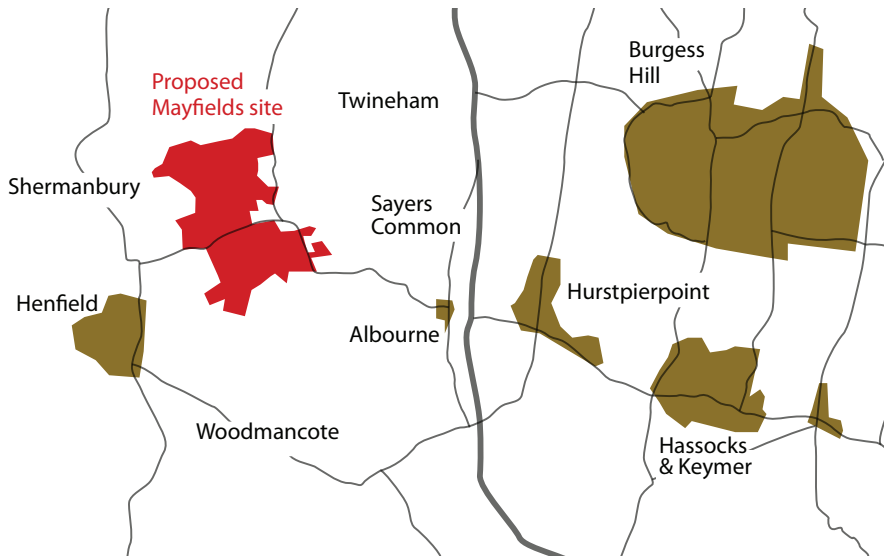 Burgess
Hill
Proposed
Mayfields site
Twineham
Shermanbury
Sayers
Common
Henfield
Hurstpierpoint
Albourne
Woodmancote
Hassocks
& Keymer